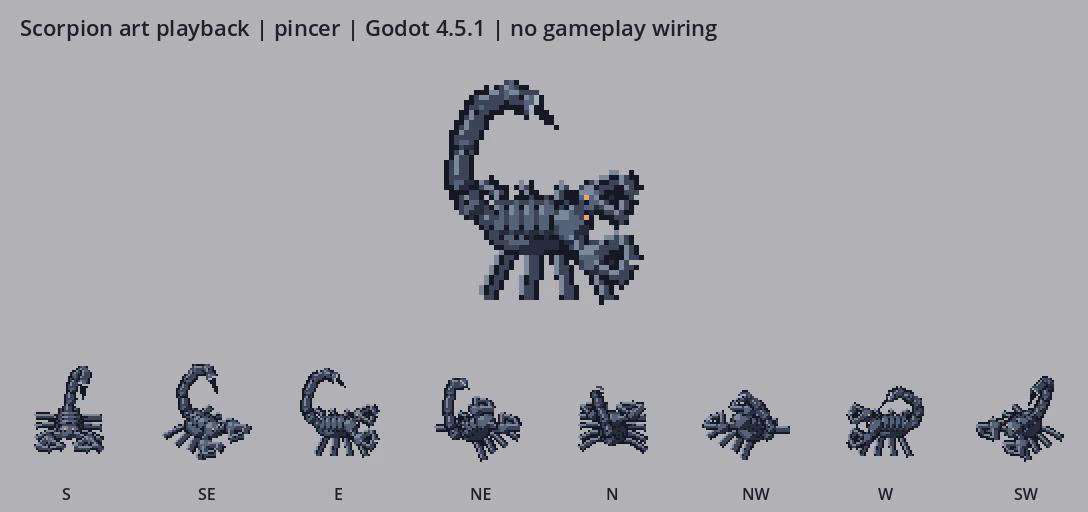 Scorpion art playback | pincer | Godot 4.5.1 | no gameplay wiring
S SE E NE N NW W SW